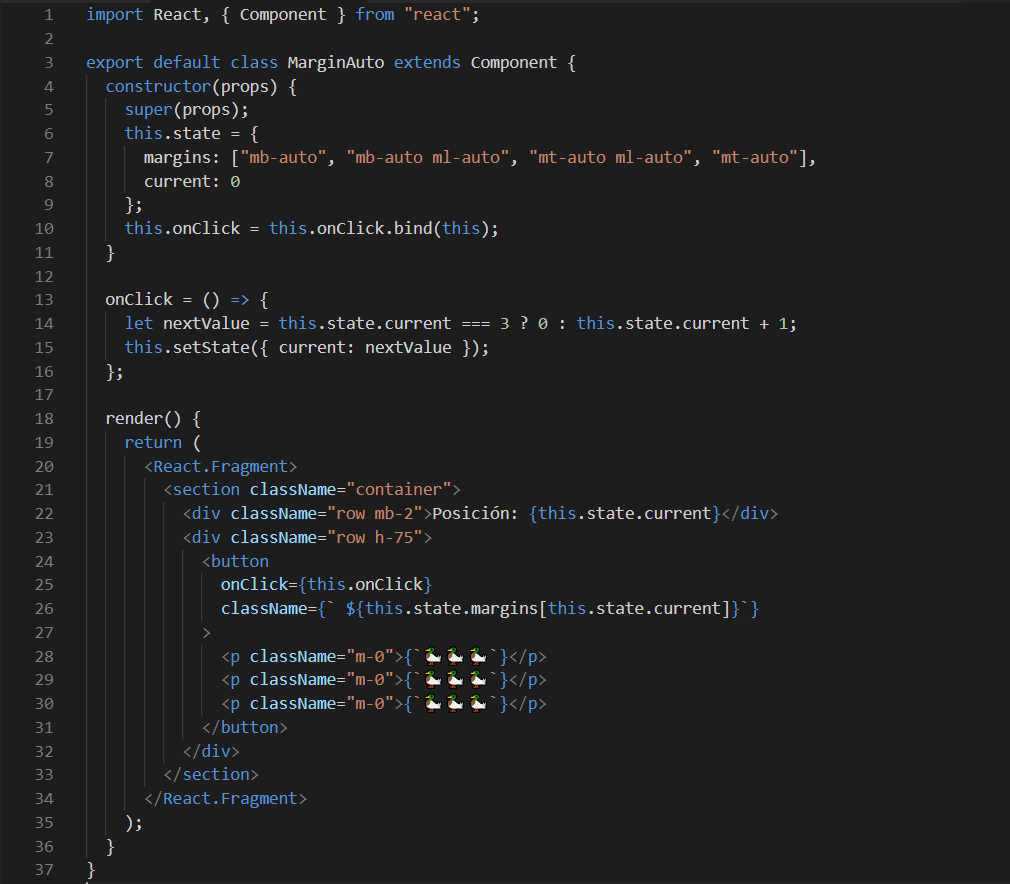 1 import React, { Component } from "react";
2
3 export default class MarginAuto extends Component {
4   constructor(props) {
5     super(props);
6     this.state = {
7       margins: ["mb-auto", "mb-auto ml-auto", "mt-auto ml-auto", "mt-auto"],
8       current: 0
9     };
10     this.onClick = this.onClick.bind(this);
11   }
12
13   onClick = () => {
14     let nextValue = this.state.current === 3 ? 0 : this.state.current + 1;
15     this.setState({ current: nextValue });
16   };
17
18   render() {
19     return (
20       <React.Fragment>
21         <section className="container">
22           <div className="row mb-2">Posición: {this.state.current}</div>
23           <div className="row h-75">
24             <button
25               onClick={this.onClick}
26               className={` ${this.state.margins[this.state.current]}`}
27             >
28               <p className="m-0">{`🦆🦆🦆`}</p>
29               <p className="m-0">{`🦆🦆🦆`}</p>
30               <p className="m-0">{`🦆🦆🦆`}</p>
31             </button>
32           </div>
33         </section>
34       </React.Fragment>
35     );
36   }
37 }